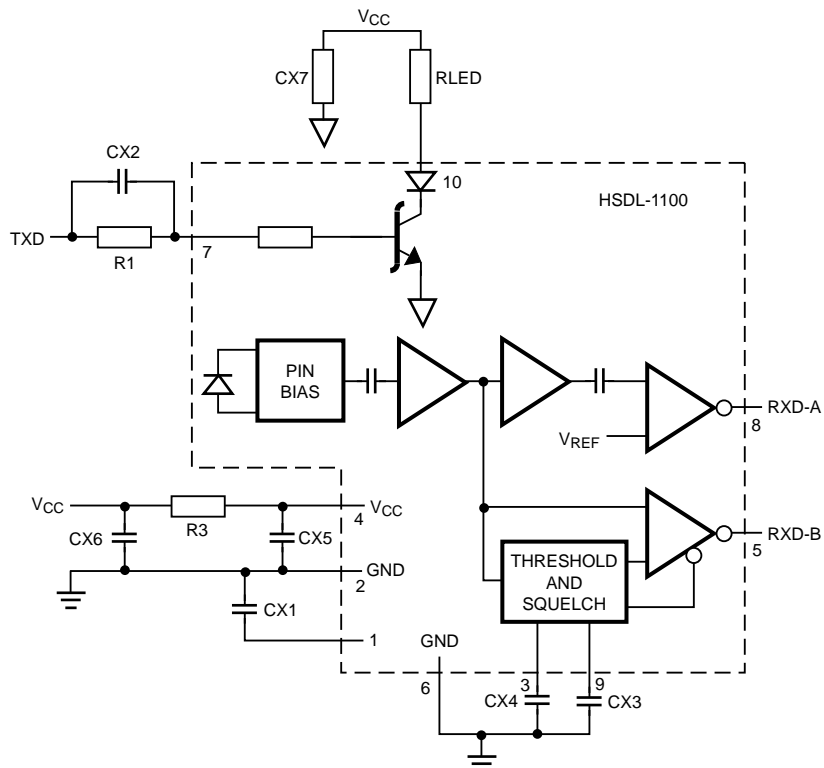 VCC
CX7
RLED
CX2
10
HSDL-1100
TXD
R1
7
PIN
BIAS
VREF
RXD-A
8
VCC
R3
VCC
4
CX6
CX5
RXD-B
5
THRESHOLD
AND
SQUELCH
GND
2
CX1
1
GND
6
3
9
CX4
CX3